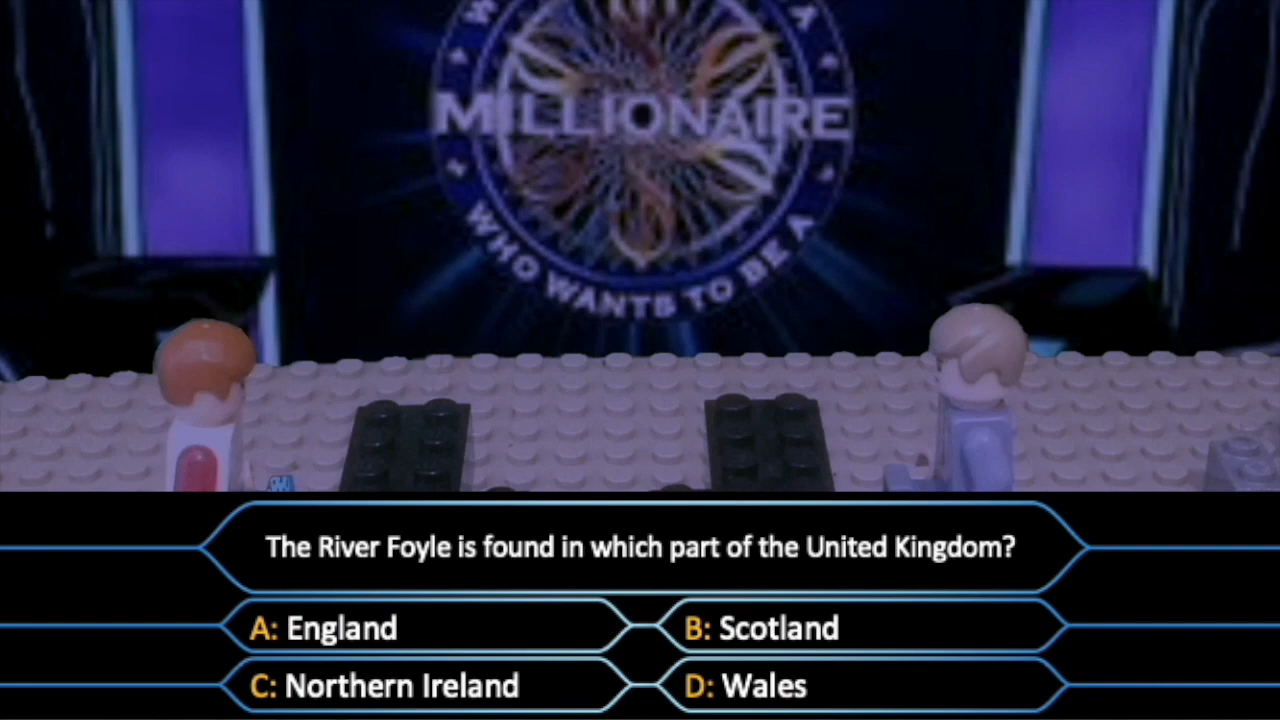 MILLIONAIRE
WHO WANTS TO BE A
The River Foyle is found in which part of the United Kingdom?
A: England
B: Scotland
C: Northern Ireland
D: Wales